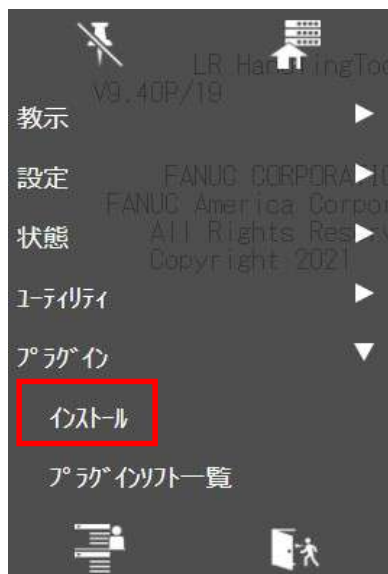 LR HandlingToo
V9.40P/19
教示
設定
FANUC CORPORATIO
FANUC America Corpor
状態
All Rights Reserv
Copyright 2021
ﾕｰﾃｨﾘﾃｨ
ﾌﾟﾗｸﾞｲﾝ
ｲﾝｽﾄｰﾙ
ﾌﾟﾗｸﾞｲﾝｿﾌﾄ一覧